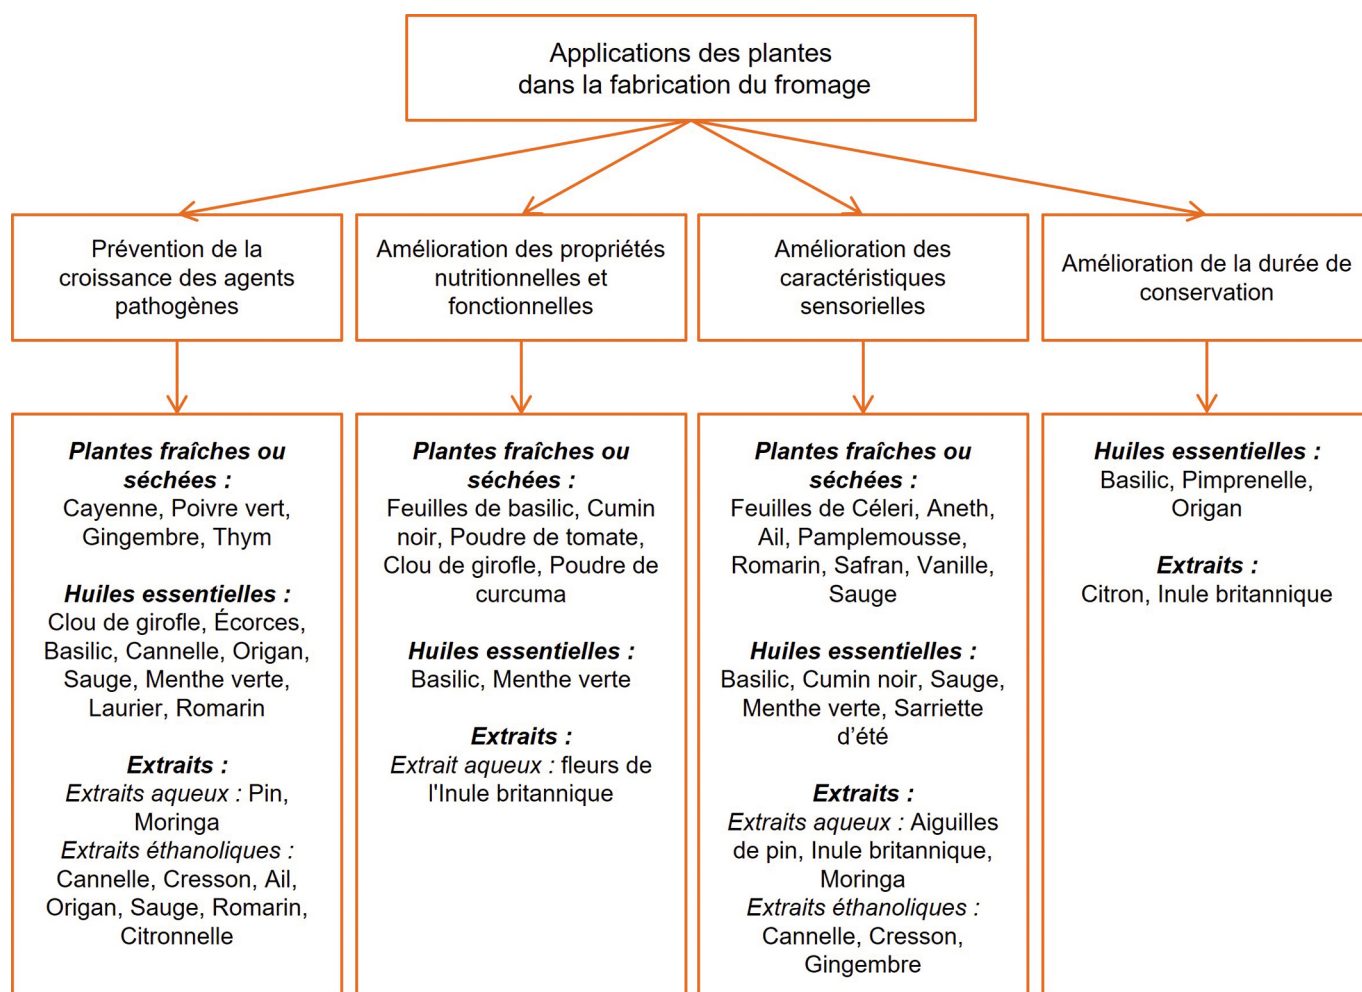 Applications des plantes
dans la fabrication du fromage
Prévention de la
croissance des agents
pathogènes
Amélioration des propriétés
nutritionnelles et
fonctionnelles
Amélioration des
caractéristiques
sensorielles
Amélioration de la durée de
conservation
Plantes fraîches ou
séchées :
Cayenne, Poivre vert,
Gingembre, Thym
Huiles essentielles :
Clou de girofle, Écorces,
Basilic, Cannelle, Origan,
Sauge, Menthe verte,
Laurier, Romarin
Extraits :
Extraits aqueux : Pin,
Moringa
Extraits éthanoliques :
Cannelle, Cresson, Ail,
Origan, Sauge, Romarin,
Citronnelle
Plantes fraîches ou
séchées :
Feuilles de basilic, Cumin
noir, Poudre de tomate,
Clou de girofle, Poudre de
curcuma
Huiles essentielles :
Basilic, Menthe verte
Extraits :
Extrait aqueux : fleurs de
l'Inule britannique
Plantes fraîches ou
séchées :
Feuilles de Céleri, Aneth,
Ail, Pamplemousse,
Romarin, Safran, Vanille,
Sauge
Huiles essentielles :
Basilic, Cumin noir, Sauge,
Menthe verte, Sarriette
d’été
Extraits :
Extraits aqueux : Aiguilles
de pin, Inule britannique,
Moringa
Extraits éthanoliques :
Cannelle, Cresson,
Gingembre
Huiles essentielles :
Basilic, Pimprenelle,
Origan
Extraits :
Citron, Inule britannique